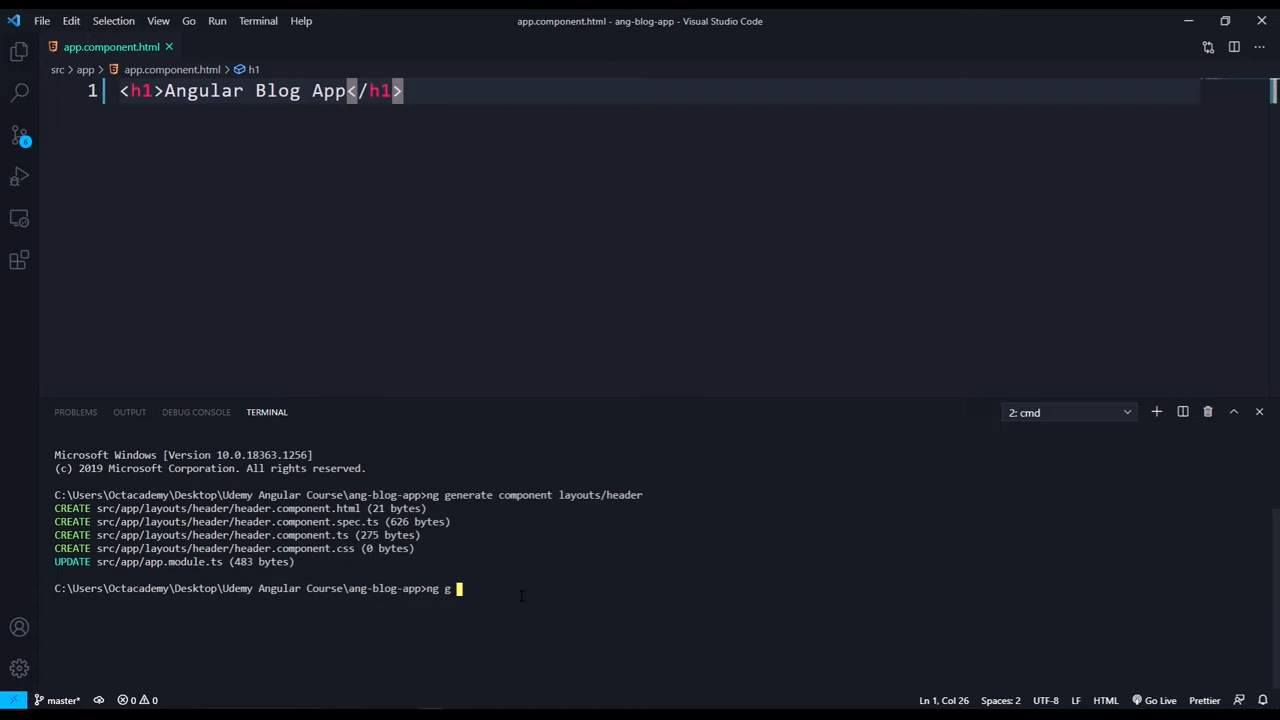 File Edit Selection View Go Run Terminal Help app.component.html - ang-blog-app - Visual Studio Code
app.component.html
src > app > app.component.html > h1
1 <h1>Angular Blog App</h1>
6
PROBLEMS OUTPUT DEBUG CONSOLE TERMINAL 2: cmd
Microsoft Windows [Version 10.0.18363.1256]
(c) 2019 Microsoft Corporation. All rights reserved.
C:\Users\Octacademy\Desktop\Udemy Angular Course\ang-blog-app>ng generate component layouts/header
CREATE src/app/layouts/header/header.component.html (21 bytes)
CREATE src/app/layouts/header/header.component.spec.ts (626 bytes)
CREATE src/app/layouts/header/header.component.ts (275 bytes)
CREATE src/app/layouts/header/header.component.css (0 bytes)
UPDATE src/app/app.module.ts (483 bytes)
C:\Users\Octacademy\Desktop\Udemy Angular Course\ang-blog-app>ng g
master* 0 0 Ln 1, Col 26 Spaces: 2 UTF-8 LF HTML Go Live Prettier